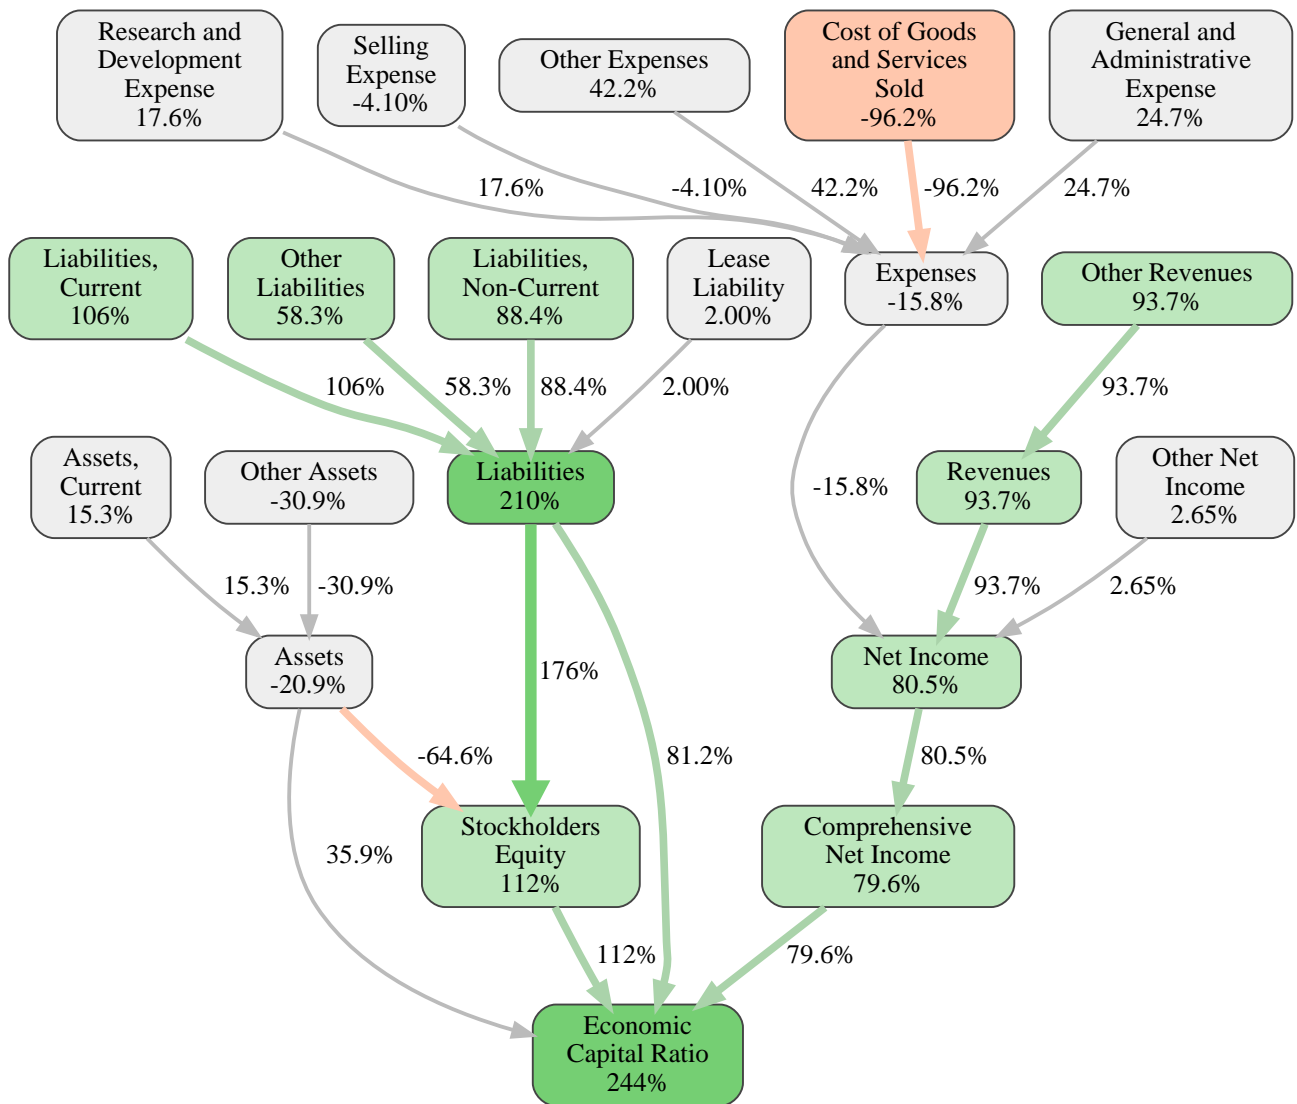 Research and
Development
Expense
17.6%
Selling
Expense
-4.10%
Other Expenses
42.2%
Cost of Goods
and Services
Sold
-96.2%
General and
Administrative
Expense
24.7%
17.6%
-4.10%
42.2%
-96.2%
24.7%
Liabilities,
Current
106%
Other
Liabilities
58.3%
Liabilities,
Non-Current
88.4%
Lease
Liability
2.00%
Expenses
-15.8%
Other Revenues
93.7%
106%
58.3%
88.4%
2.00%
93.7%
Assets,
Current
15.3%
Other Assets
-30.9%
Liabilities
210%
-15.8%
Revenues
93.7%
Other Net
Income
2.65%
15.3%
-30.9%
93.7%
2.65%
Assets
-20.9%
176%
Net Income
80.5%
-64.6%
81.2%
80.5%
35.9%
Stockholders
Equity
112%
Comprehensive
Net Income
79.6%
112%
79.6%
Economic
Capital Ratio
244%